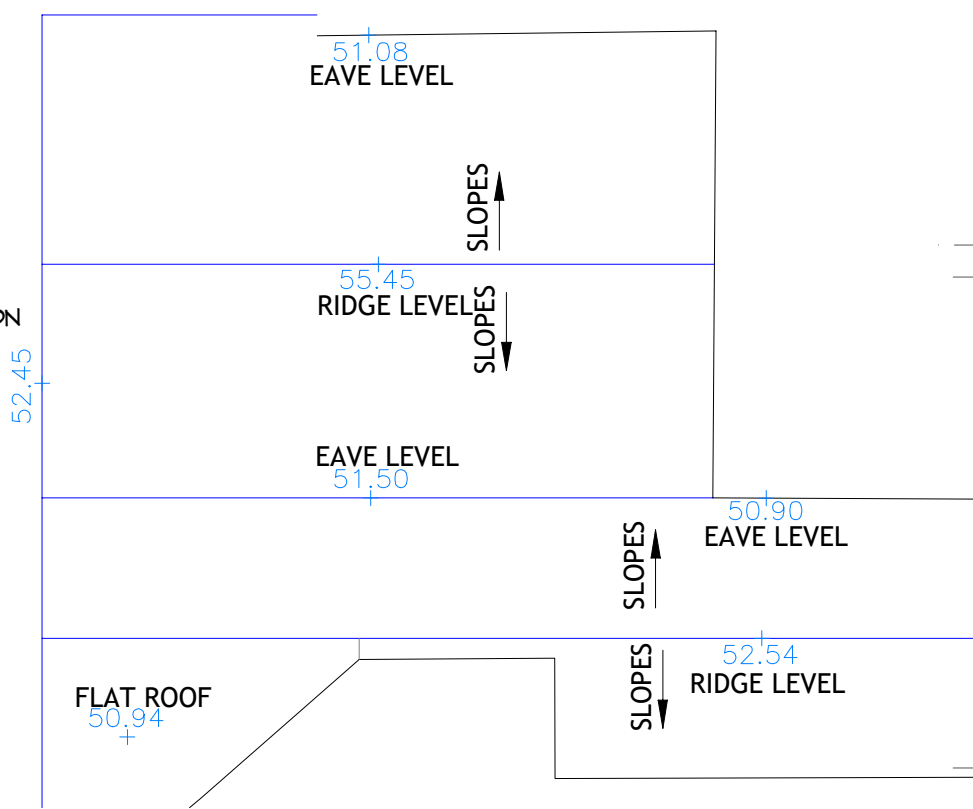 51.08
EAVE LEVEL
SLOPES
55.45
RIDGE LEVEL
SLOPES
52.45
EAVE LEVEL
51.50
50.90
EAVE LEVEL
SLOPES
52.54
RIDGE LEVEL
SLOPES
FLAT ROOF
50.94